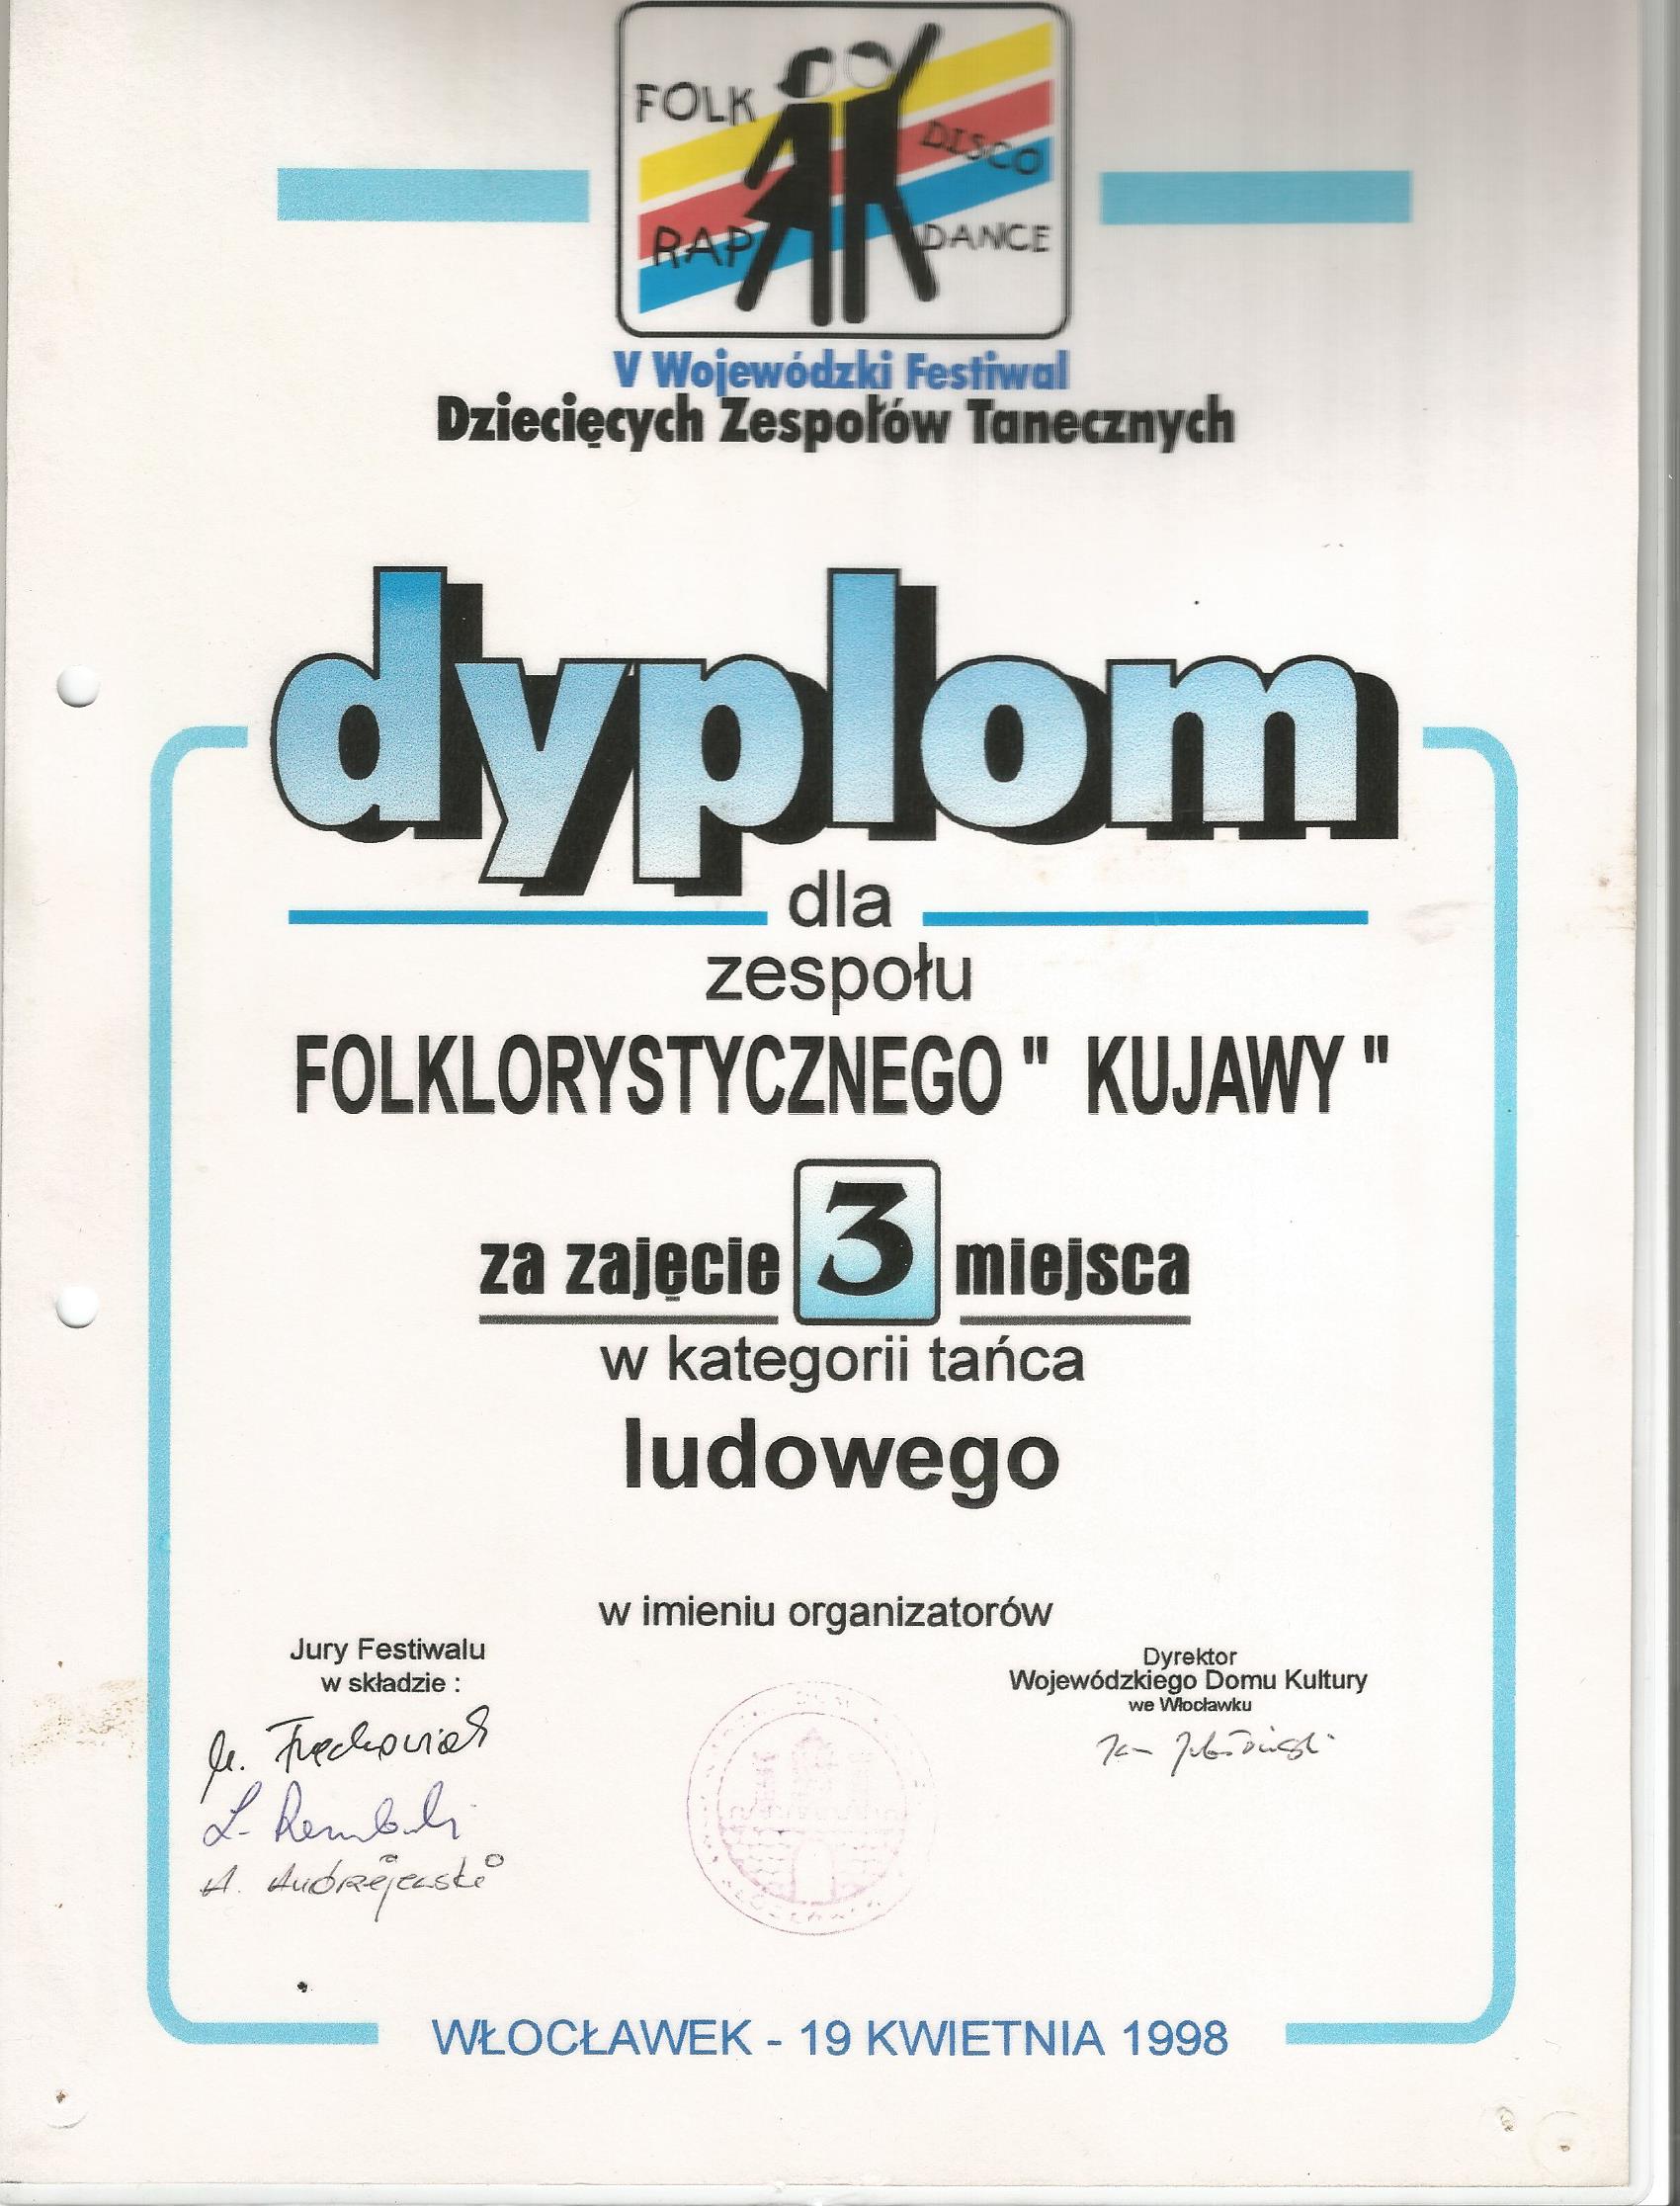 FOLK
DISCO
RAP
DANCE
V Wojewódzki Festiwal
Dziecięcych Zespołów Tanecznych
dyplom
dla
zespołu
FOLKLORYSTYCZNEGO " KUJAWY "
za zajęcie 3 miejsca
w kategorii tańca
ludowego
w imieniu organizatorów
Jury Festiwalu
w składzie :
Dyrektor
Wojewódzkiego Domu Kultury
we Włocławku
A. Andrzejewski
WŁOCŁAWEK - 19 KWIETNIA 1998